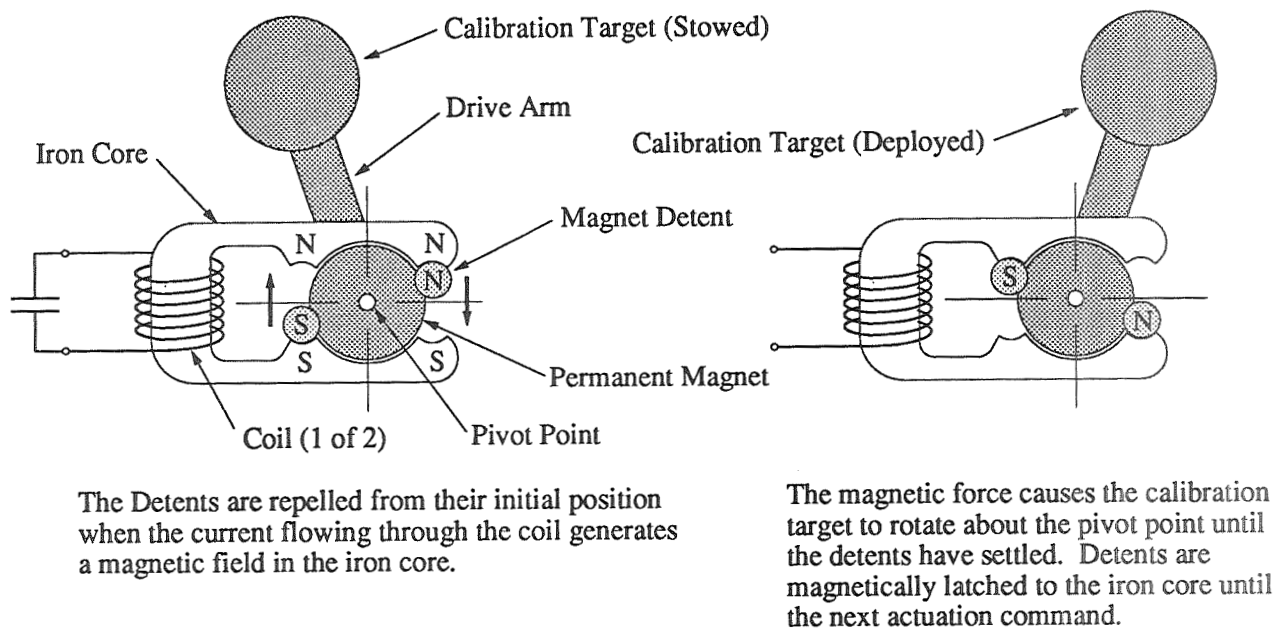 Calibration Target (Stowed)
Drive Arm
Calibration Target (Deployed)
Iron Core
Magnet Detent
N
N
N
S
S
S
S
N
Permanent Magnet
Coil (1 of 2)
Pivot Point
The Detents are repelled from their initial position
when the current flowing through the coil generates
a magnetic field in the iron core.
The magnetic force causes the calibration
target to rotate about the pivot point until
the detents have settled. Detents are
magnetically latched to the iron core until
the next actuation command.